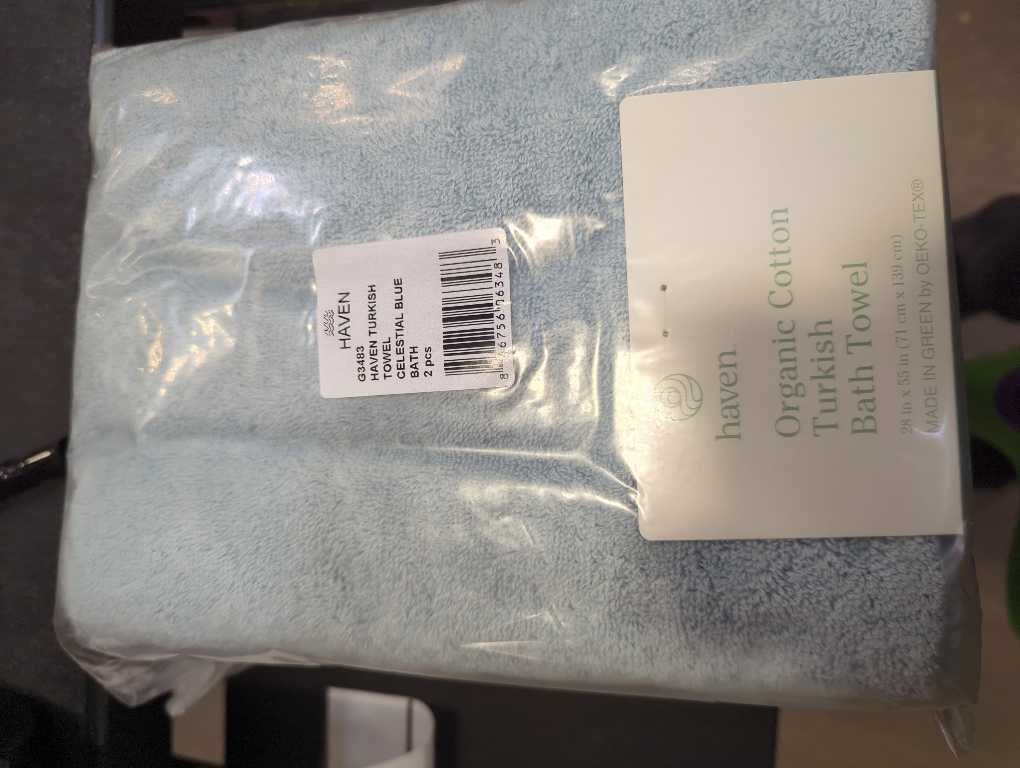 HAVEN
G3483
HAVEN TURKISH
TOWEL
CELESTIAL BLUE
BATH
2 pcs
haven
Organic Cotton
Turkish
Bath Towel
28 in x 55 in (71 cm x 139 cm)
MADE IN GREEN by OEKO-TEX®